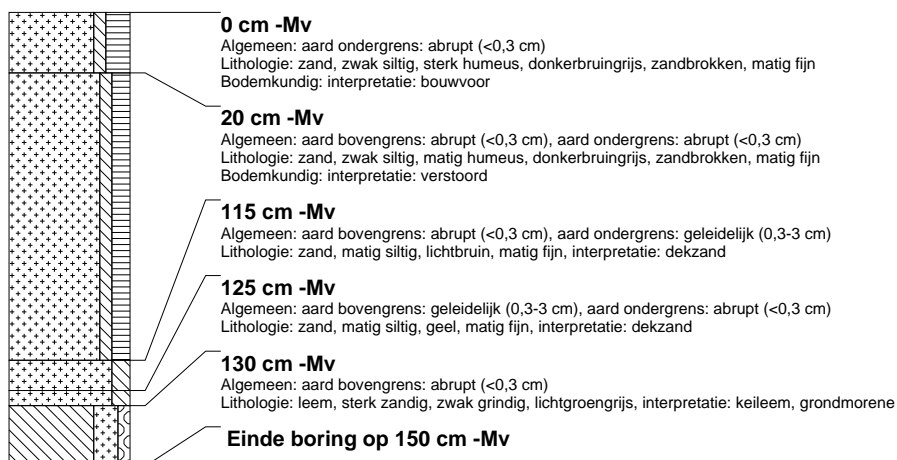 0 cm -Mv
Algemeen: aard ondergrens: abrupt (<0,3 cm)
Lithologie: zand, zwak siltig, sterk humeus, donkerbruingrijs, zandbrokken, matig fijn
Bodemkundig: interpretatie: bouwvoor
20 cm -Mv
Algemeen: aard bovengrens: abrupt (<0,3 cm), aard ondergrens: abrupt (<0,3 cm)
Lithologie: zand, zwak siltig, matig humeus, donkerbruingrijs, zandbrokken, matig fijn
Bodemkundig: interpretatie: verstoord
115 cm -Mv
Algemeen: aard bovengrens: abrupt (<0,3 cm), aard ondergrens: geleidelijk (0,3-3 cm)
Lithologie: zand, matig siltig, lichtbruin, matig fijn, interpretatie: dekzand
125 cm -Mv
Algemeen: aard bovengrens: geleidelijk (0,3-3 cm), aard ondergrens: abrupt (<0,3 cm)
Lithologie: zand, matig siltig, geel, matig fijn, interpretatie: dekzand
130 cm -Mv
Algemeen: aard bovengrens: abrupt (<0,3 cm)
Lithologie: leem, sterk zandig, zwak grindig, lichtgroengrijs, interpretatie: keileem, grondmorene
Einde boring op 150 cm -Mv